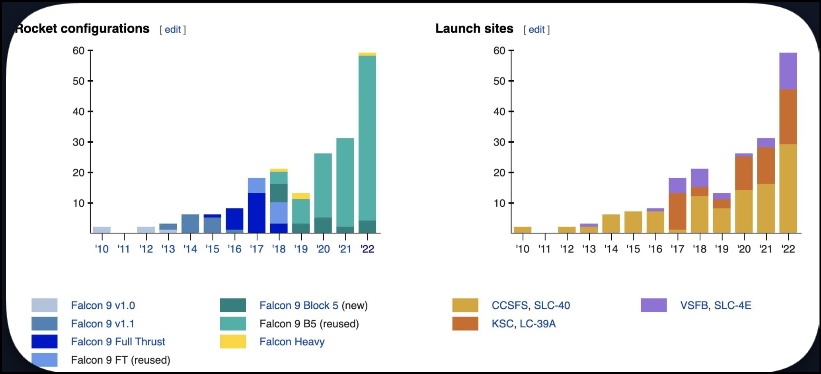 Rocket configurations [ edit ]
60
50
40
30
20
10
'10 '11 '12 '13 '14 '15 '16 '17 '18 '19 '20 '21 '22
Falcon 9 v1.0
Falcon 9 v1.1
Falcon 9 Full Thrust
Falcon 9 FT (reused)
Falcon 9 Block 5 (new)
Falcon 9 B5 (reused)
Falcon Heavy
Launch sites [ edit ]
60
50
40
30
20
10
'10 '11 '12 '13 '14 '15 '16 '17 '18 '19 '20 '21 '22
CCSFS, SLC-40
KSC, LC-39A
VSFB, SLC-4E